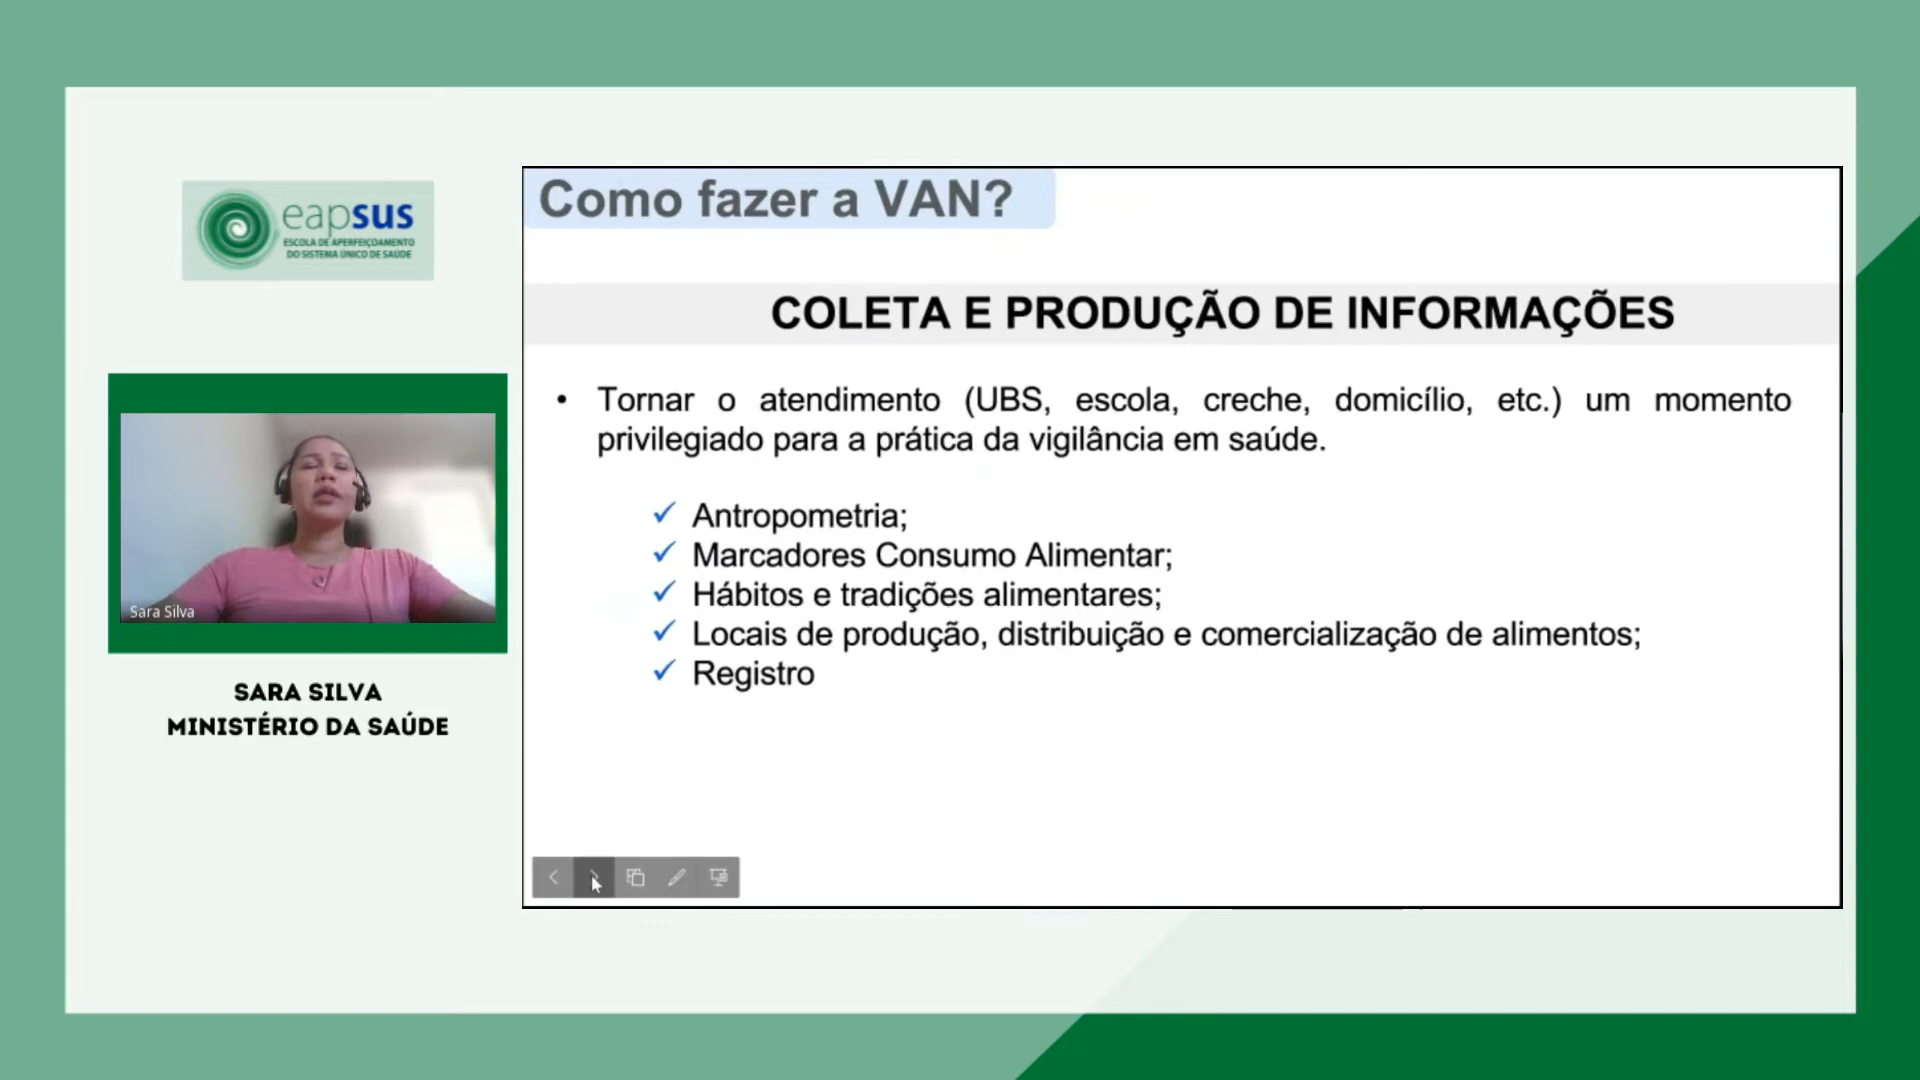 eapsus
ESCOLA DE APERFEIÇOAMENTO
DO SISTEMA ÚNICO DE SAÚDE
Sara Silva
SARA SILVA
MINISTÉRIO DA SAÚDE
Como fazer a VAN?
COLETA E PRODUÇÃO DE INFORMAÇÕES
• Tornar o atendimento (UBS, escola, creche, domicílio, etc.) um momento
privilegiado para a prática da vigilância em saúde.
✓ Antropometria;
✓ Marcadores Consumo Alimentar;
✓ Hábitos e tradições alimentares;
✓ Locais de produção, distribuição e comercialização de alimentos;
✓ Registro